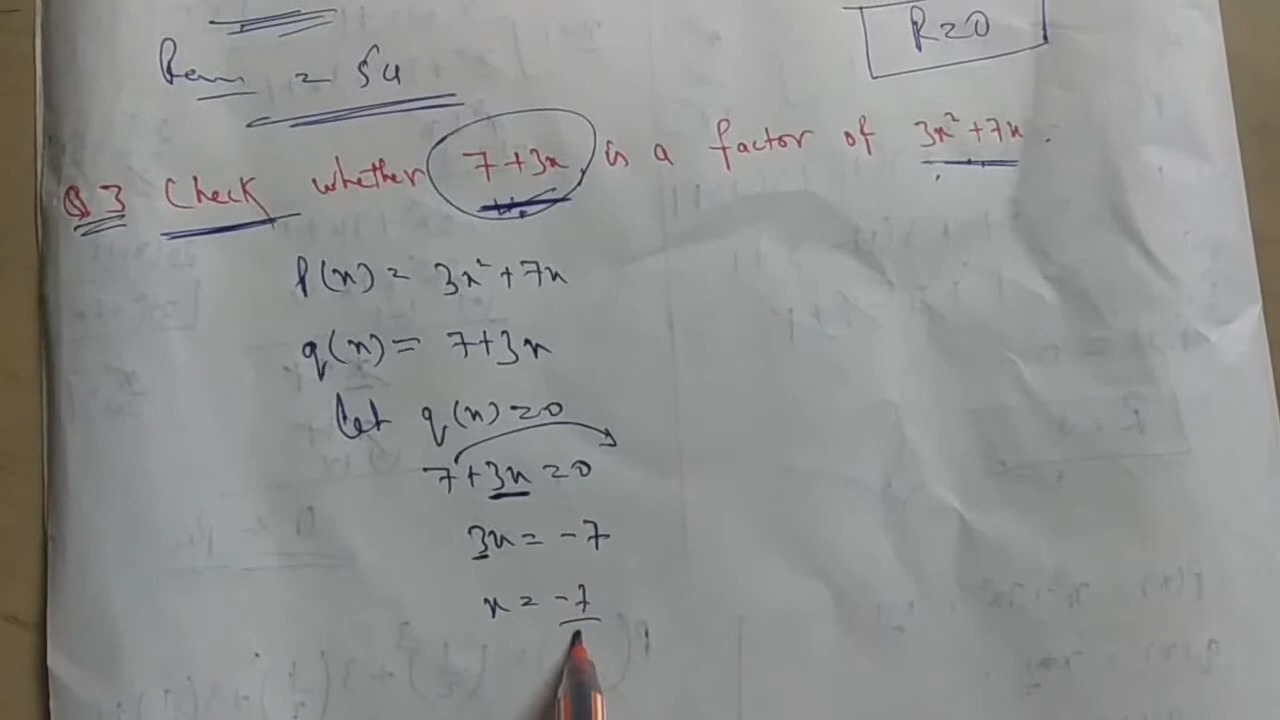 R=0
Rem = 54
Q3 Check whether 7+3x is a factor of 3x²+7x.
P(x) = 3x²+7x
q(x) = 7+3x
let q(x)=0
7+3x=0
3x = -7
x = -7